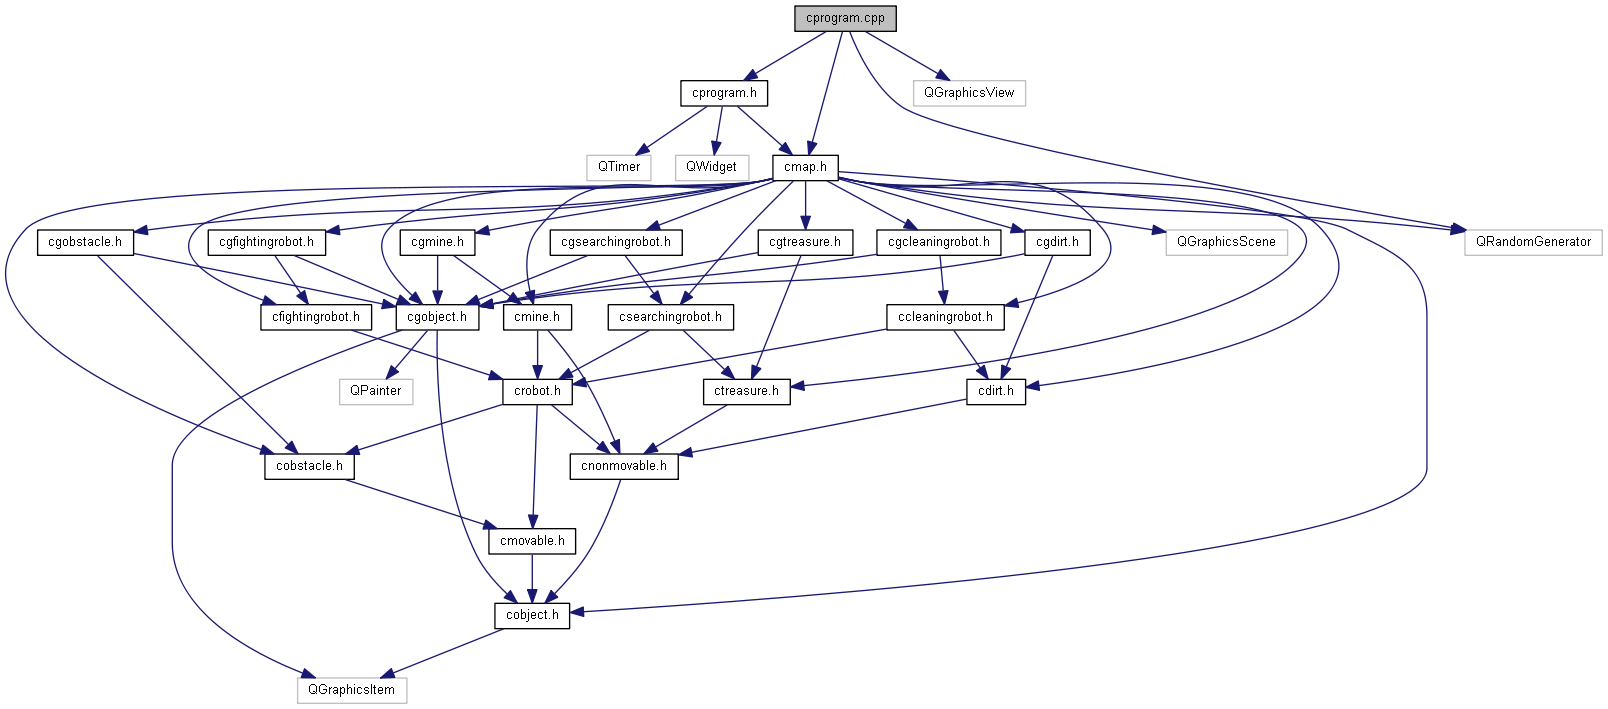 cprogram.cpp
cprogram.h
QGraphicsView
QTimer
QWidget
cmap.h
cgobstacle.h
cgfightingrobot.h
cgmine.h
cgsearchingrobot.h
cgtreasure.h
cgcleaningrobot.h
cgdirt.h
QGraphicsScene
QRandomGenerator
cfightingrobot.h
cgobject.h
cmine.h
csearchingrobot.h
ccleaningrobot.h
QPainter
crobot.h
ctreasure.h
cdirt.h
cobstacle.h
cnonmovable.h
cmovable.h
cobject.h
QGraphicsItem